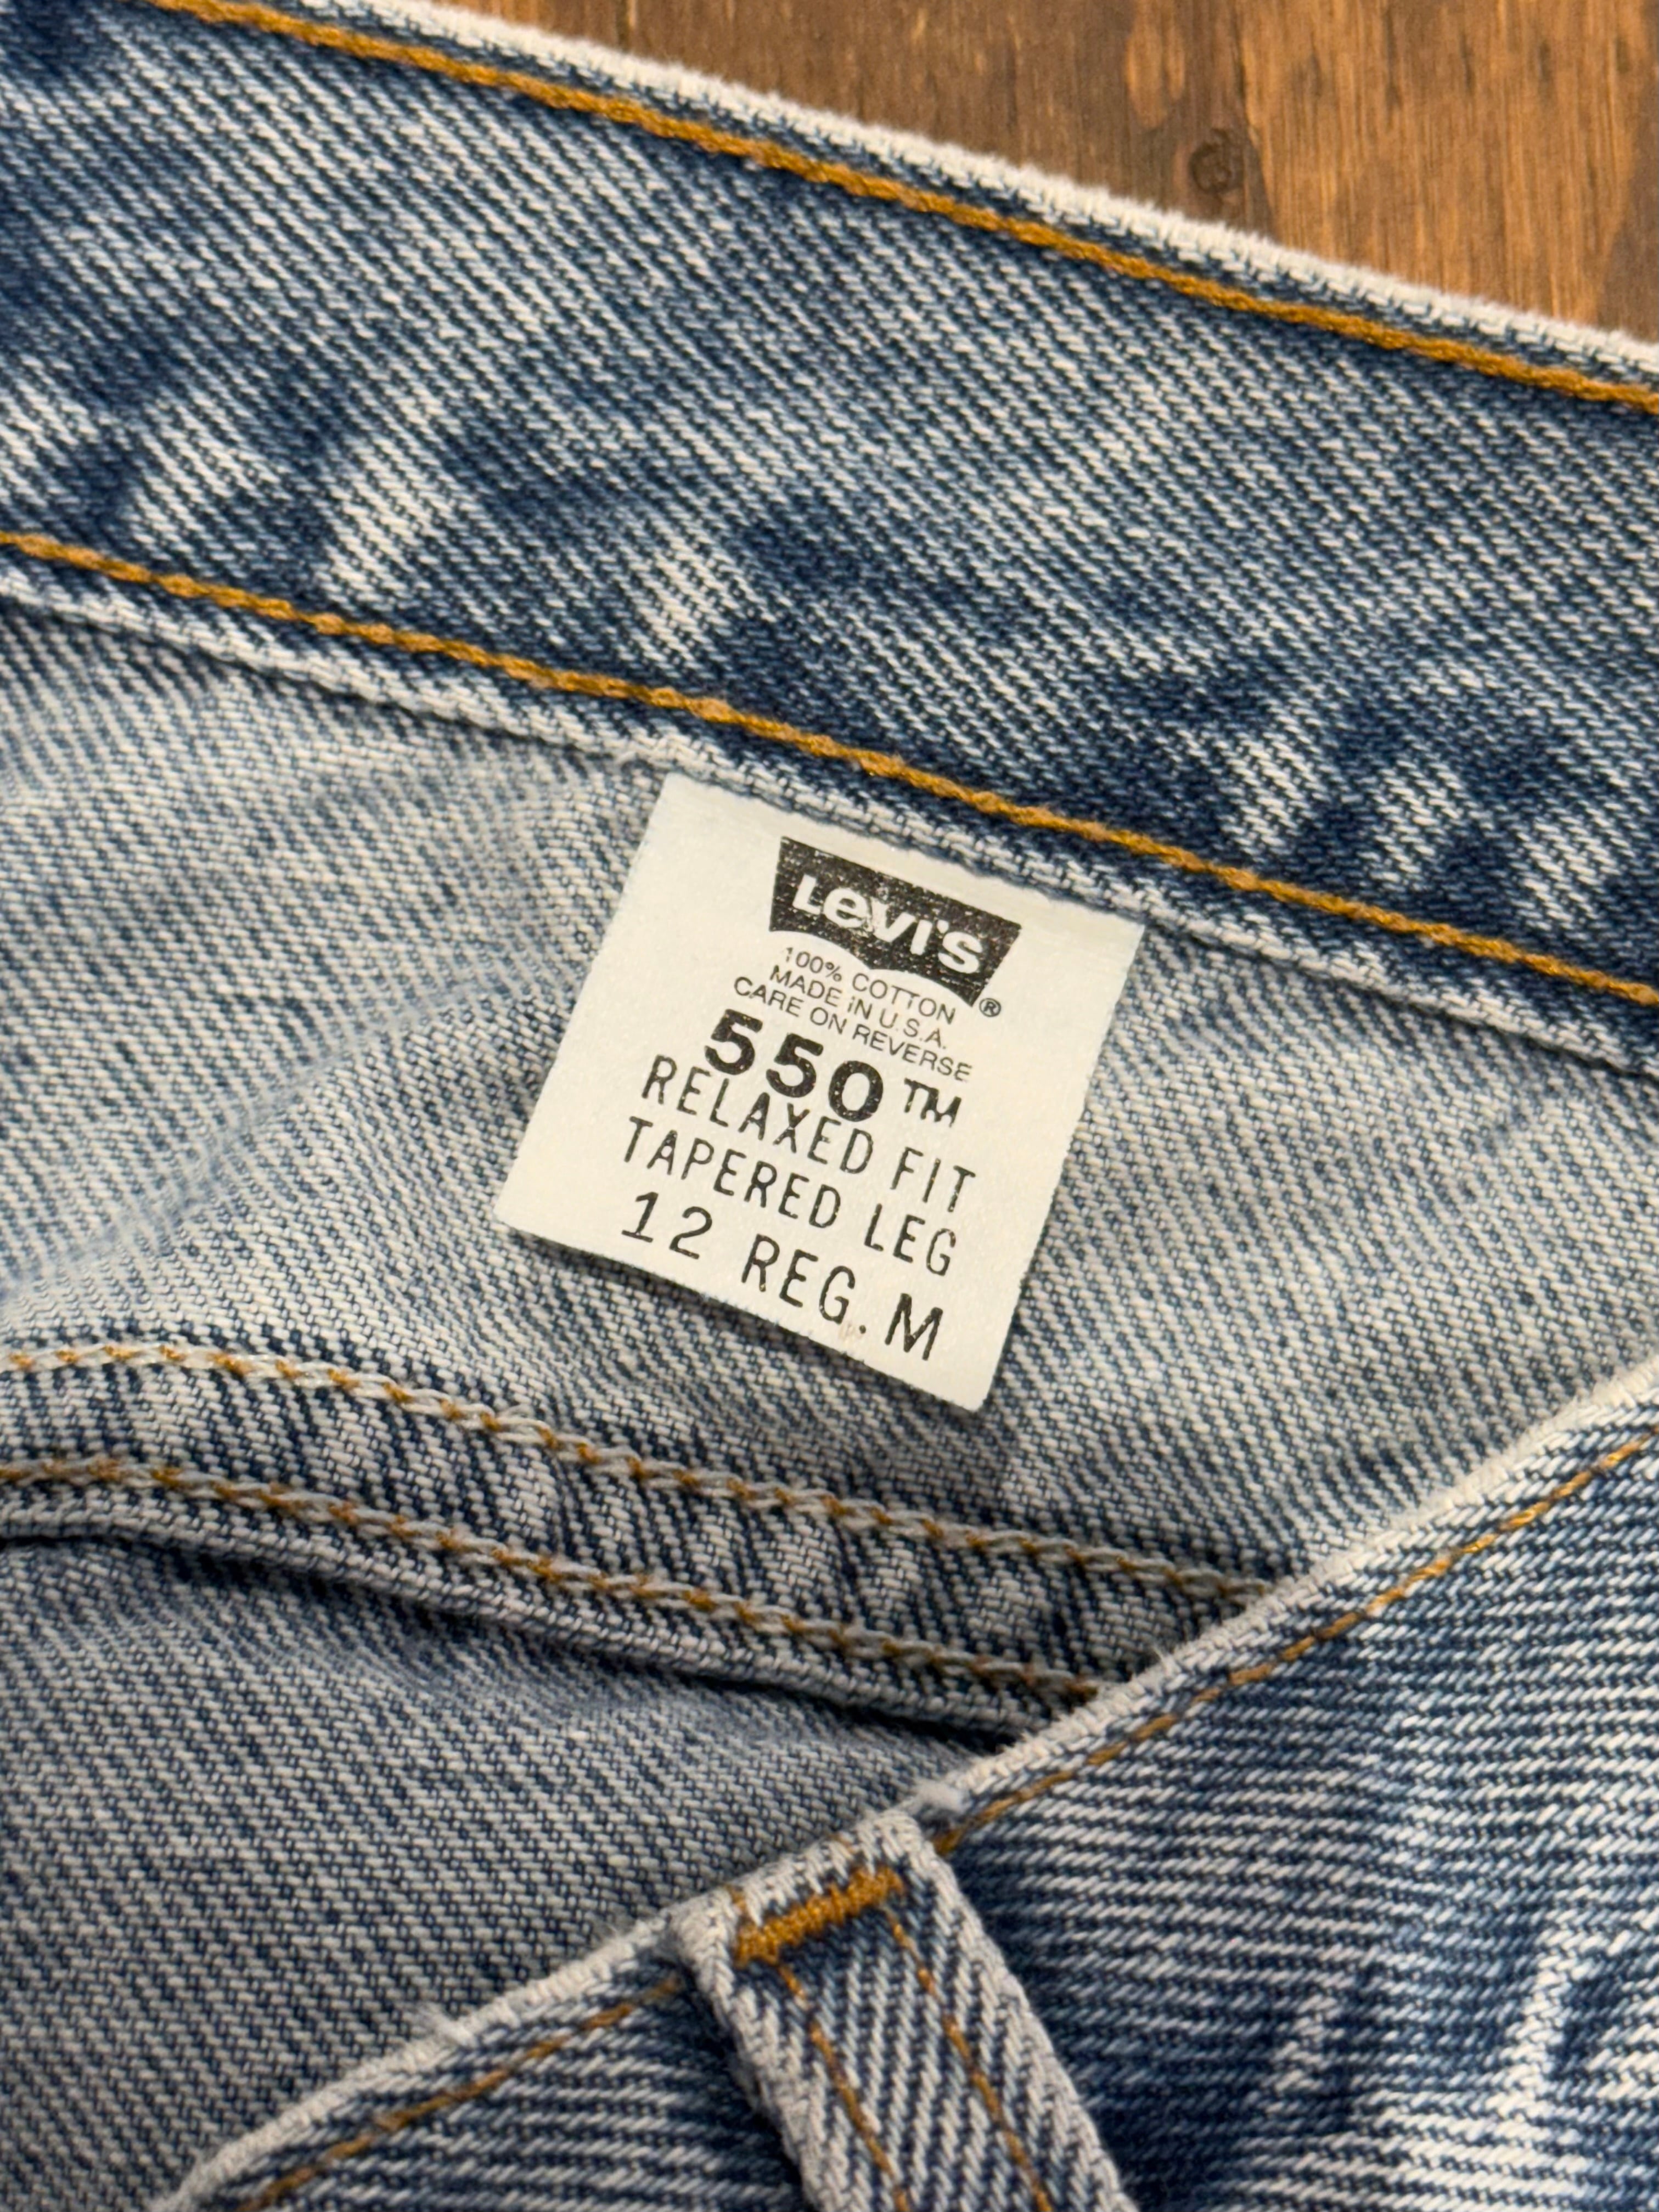 Levi's®
100% COTTON
MADE IN U.S.A.
CARE ON REVERSE
550™
RELAXED FIT
TAPERED LEG
12 REG. M